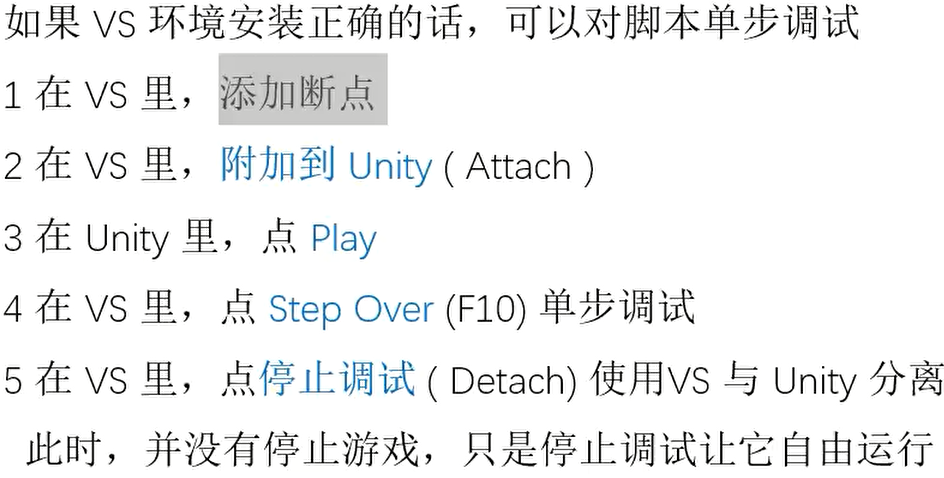 如果 VS 环境安装正确的话，可以对脚本单步调试
1 在 VS 里，添加断点
2 在 VS 里，附加到 Unity ( Attach )
3 在 Unity 里，点 Play
4 在 VS 里，点 Step Over (F10) 单步调试
5 在 VS 里，点停止调试 ( Detach) 使用VS 与 Unity 分离
此时，并没有停止游戏，只是停止调试让它自由运行